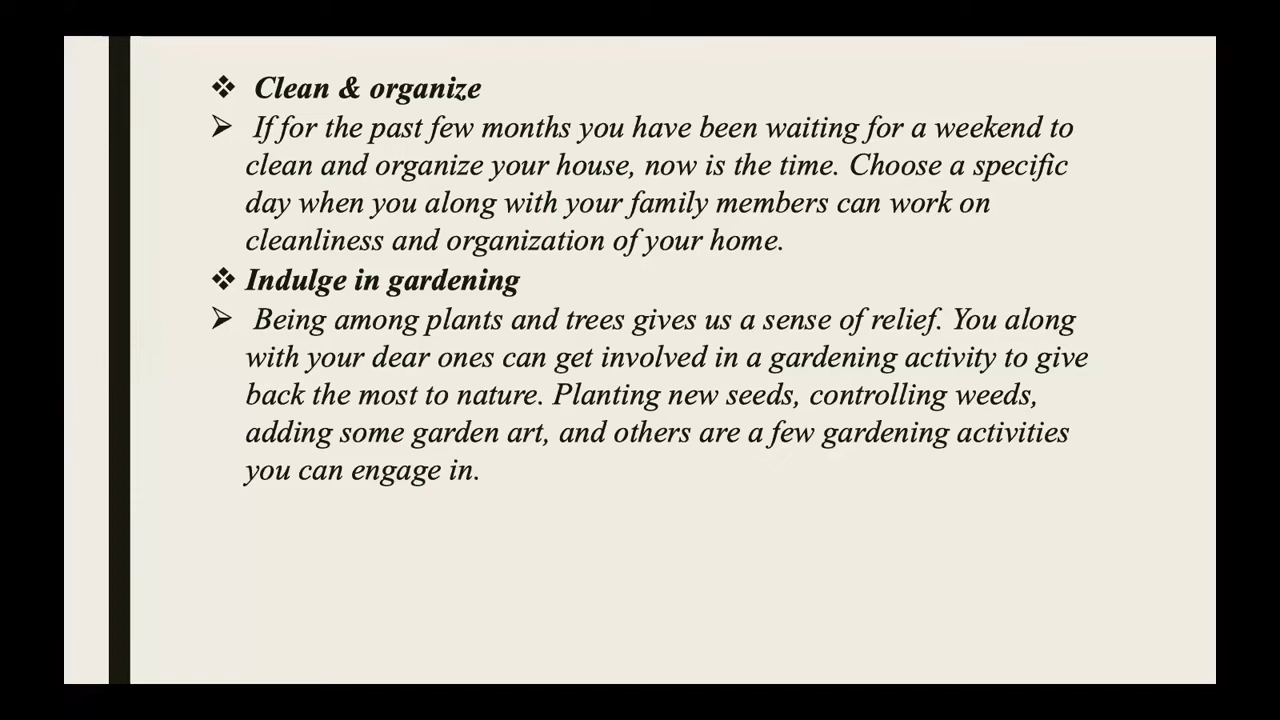 ❖ Clean & organize
➢ If for the past few months you have been waiting for a weekend to
clean and organize your house, now is the time. Choose a specific
day when you along with your family members can work on
cleanliness and organization of your home.
❖ Indulge in gardening
➢ Being among plants and trees gives us a sense of relief. You along
with your dear ones can get involved in a gardening activity to give
back the most to nature. Planting new seeds, controlling weeds,
adding some garden art, and others are a few gardening activities
you can engage in.